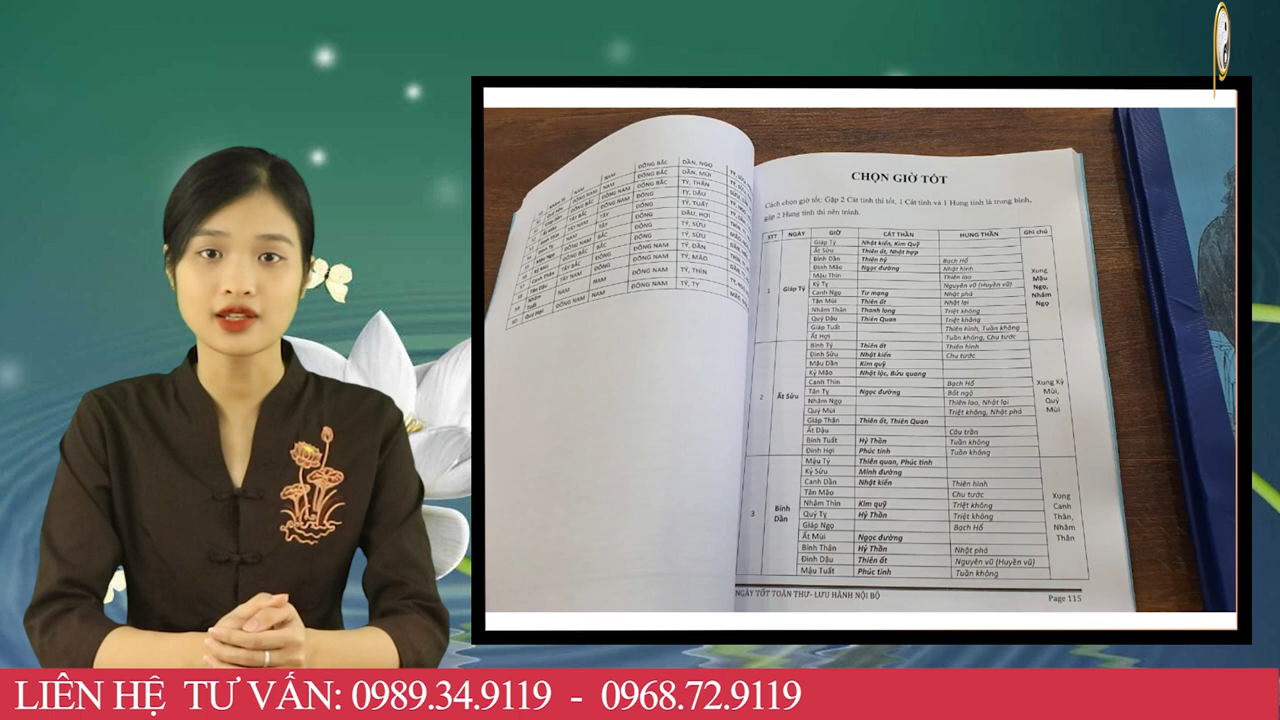 CHỌN GIỜ TỐT
Cách chọn giờ tốt: Gặp 2 Cát tinh thì tốt, 1 Cát tinh và 1 Hung tinh là trung bình,
gặp 2 Hung tinh thì nên tránh.
STT NGÀY GIỜ CÁT THẦN HUNG THẦN Ghi chú
1 Giáp Tý Xung Mậu Ngọ, Nhâm Ngọ
Giáp Tý Nhật kiến, Kim Quỹ
Ất Sửu Thiên ất, Nhật hợp
Bính Dần Thiên hỷ Bạch Hổ
Đinh Mão Ngọc đường Nhật hình
Mậu Thìn Thiên lao
Kỷ Tỵ Nguyên vũ (Huyền vũ)
Canh Ngọ Tư mạng Nhật phá
Tân Mùi Thiên ất Nhật lại
Nhâm Thân Thanh long Triệt không
Quý Dậu Thiên Quan Triệt không
Giáp Tuất Thiên hình, Tuần không
Ất Hợi Tuần không, Chu tước
2 Ất Sửu Xung Kỷ Mùi, Quý Mùi
Bính Tý Thiên ất Thiên hình
Đinh Sửu Nhật kiến Chu tước
Mậu Dần Kim quỹ
Kỷ Mão Nhật lộc, Bửu quang
Canh Thìn Bạch Hổ
Tân Tỵ Ngọc đường Bất ngộ
Nhâm Ngọ Thiên lao, Nhật lại
Quý Mùi Triệt không, Nhật phá
Giáp Thân Thiên ất, Thiên Quan
Ất Dậu Câu trần
Bính Tuất Hỷ Thần Tuần không
Đinh Hợi Phúc tinh Tuần không
3 Bính Dần Xung Canh Thân, Nhâm Thân
Mậu Tý Thiên quan, Phúc tinh
Kỷ Sửu Minh đường
Canh Dần Nhật kiến Thiên hình
Tân Mão Chu tước
Nhâm Thìn Kim quỹ Triệt không
Quý Tỵ Hỷ Thần Triệt không
Giáp Ngọ Bạch Hổ
Ất Mùi Ngọc đường
Bính Thân Hỷ Thần Nhật phá
Đinh Dậu Thiên ất Nguyên vũ (Huyền vũ)
Mậu Tuất Phúc tinh Tuần không
NGÀY TỐT TOÀN THƯ- LƯU HÀNH NỘI BỘ Page 115
LIÊN HỆ TƯ VẤN: 0989.34.9119 - 0968.72.9119